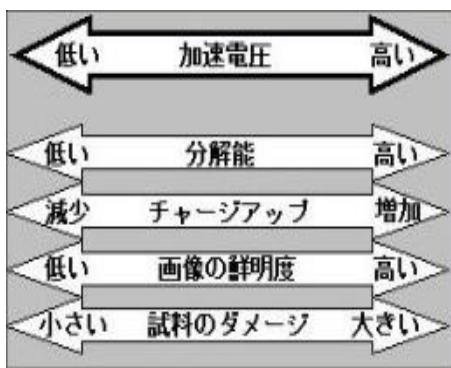 低い 加速電圧 高い
低い 分解能 高い
減少 チャージアップ 増加
低い 画像の鮮明度 高い
小さい 試料のダメージ 大きい